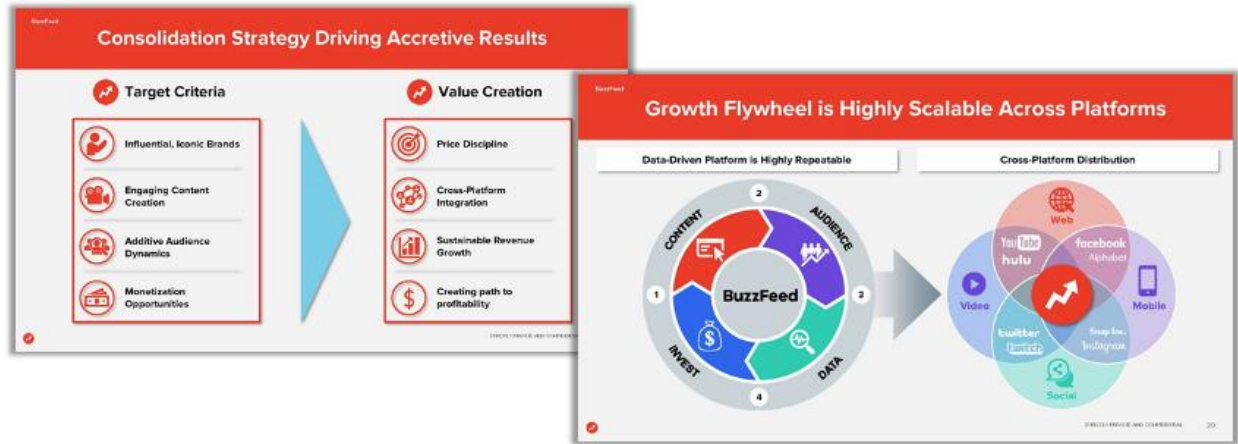 BuzzFeed
Consolidation Strategy Driving Accretive Results
Target Criteria
Influential, Iconic Brands
Engaging Content
Creation
Additive Audience
Dynamics
Monetization
Opportunities
Value Creation
Price Discipline
Cross-Platform
Integration
Sustainable Revenue
Growth
Creating path to
profitability
$
STRICTLY PRIVATE AND CONFIDENTIAL
BuzzFeed
Growth Flywheel is Highly Scalable Across Platforms
Data-Driven Platform is Highly Repeatable
CONTENT
2
AUDIENCE
1
BuzzFeed
3
$
INVEST
DATA
4
Cross-Platform Distribution
Web
YouTube
hulu
facebook
Alphabet
Video
Mobile
twitter
twitch
Snap Inc.
Instagram
Social
STRICTLY PRIVATE AND CONFIDENTIAL
20